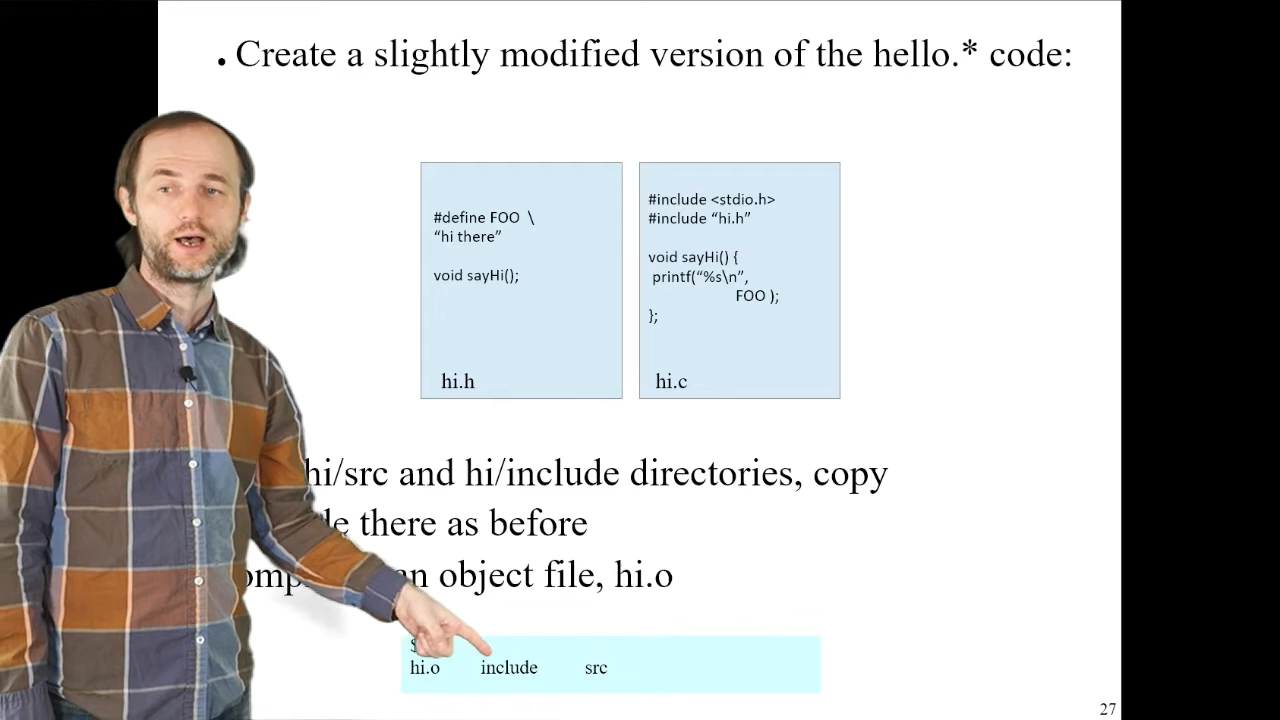 • Create a slightly modified version of the hello.* code:
#define FOO \
“hi there”
void sayHi();
hi.h
#include <stdio.h>
#include “hi.h”
void sayHi() {
printf(“%s\n”,
FOO );
};
hi.c
hi/src and hi/include directories, copy
there as before
an object file, hi.o
$
hi.o include src
27